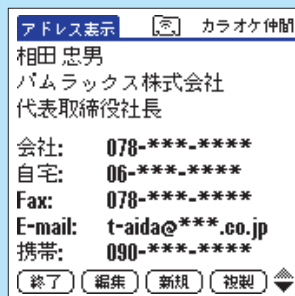 アドレス表示 カラオケ仲間
相田 忠男
パムラックス株式会社
代表取締役社長
会社: 078-***-****
自宅: 06-***-****
Fax: 078-***-****
E-mail: t-aida@***.co.jp
携帯: 090-***-****
終了 編集 新規 複製